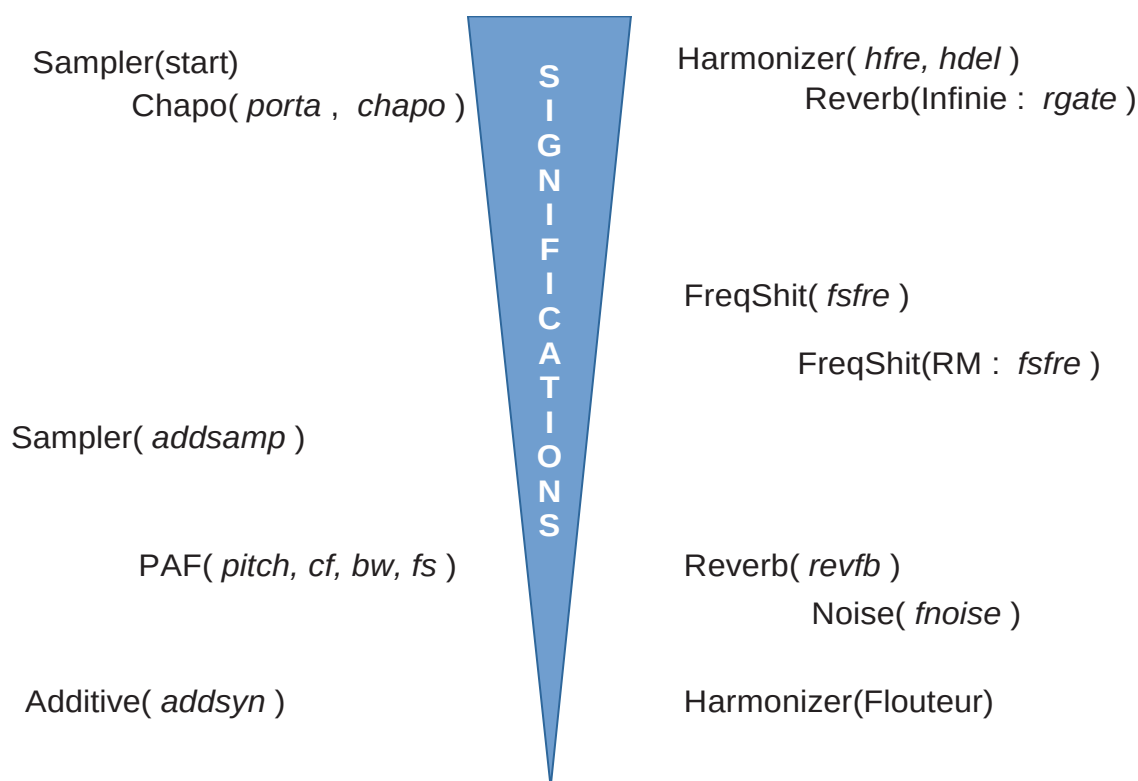 Sampler(start)
Chapo( porta , chapo )
Sampler( addsamp )
PAF( pitch, cf, bw, fs )
Additive( addsyn )
SIGNIFICATIONS
Harmonizer( hfre, hdel )
Reverb(Infinie : rgate )
FreqShit( fsfre )
FreqShit(RM : fsfre )
Reverb( revfb )
Noise( fnoise )
Harmonizer(Flouteur)